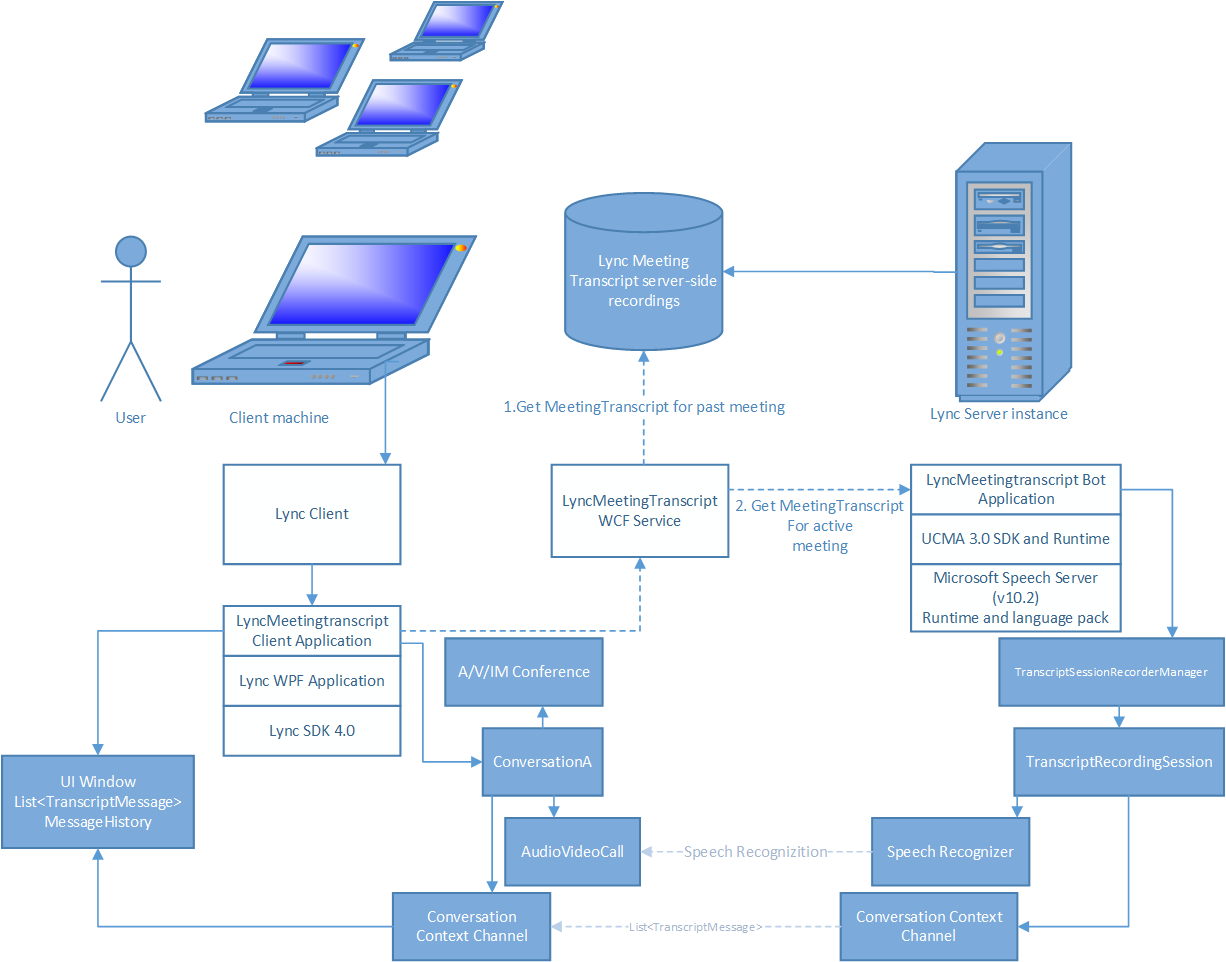 Lync Meeting
Transcript server-side
recordings
User
Client machine
1.Get MeetingTranscript for past meeting
Lync Server instance
Lync Client
LyncMeetingTranscript
WCF Service
2. Get MeetingTranscript
For active
meeting
LyncMeetingtranscript Bot
Application
UCMA 3.0 SDK and Runtime
Microsoft Speech Server
(v10.2)
Runtime and language pack
LyncMeetingtranscript
Client Application
Lync WPF Application
Lync SDK 4.0
A/V/IM Conference
TranscriptSessionRecorderManager
ConversationA
TranscriptRecordingSession
UI Window
List<TranscriptMessage>
MessageHistory
AudioVideoCall
Speech Recognizition
Speech Recognizer
Conversation
Context Channel
List<TranscriptMessage>
Conversation Context
Channel